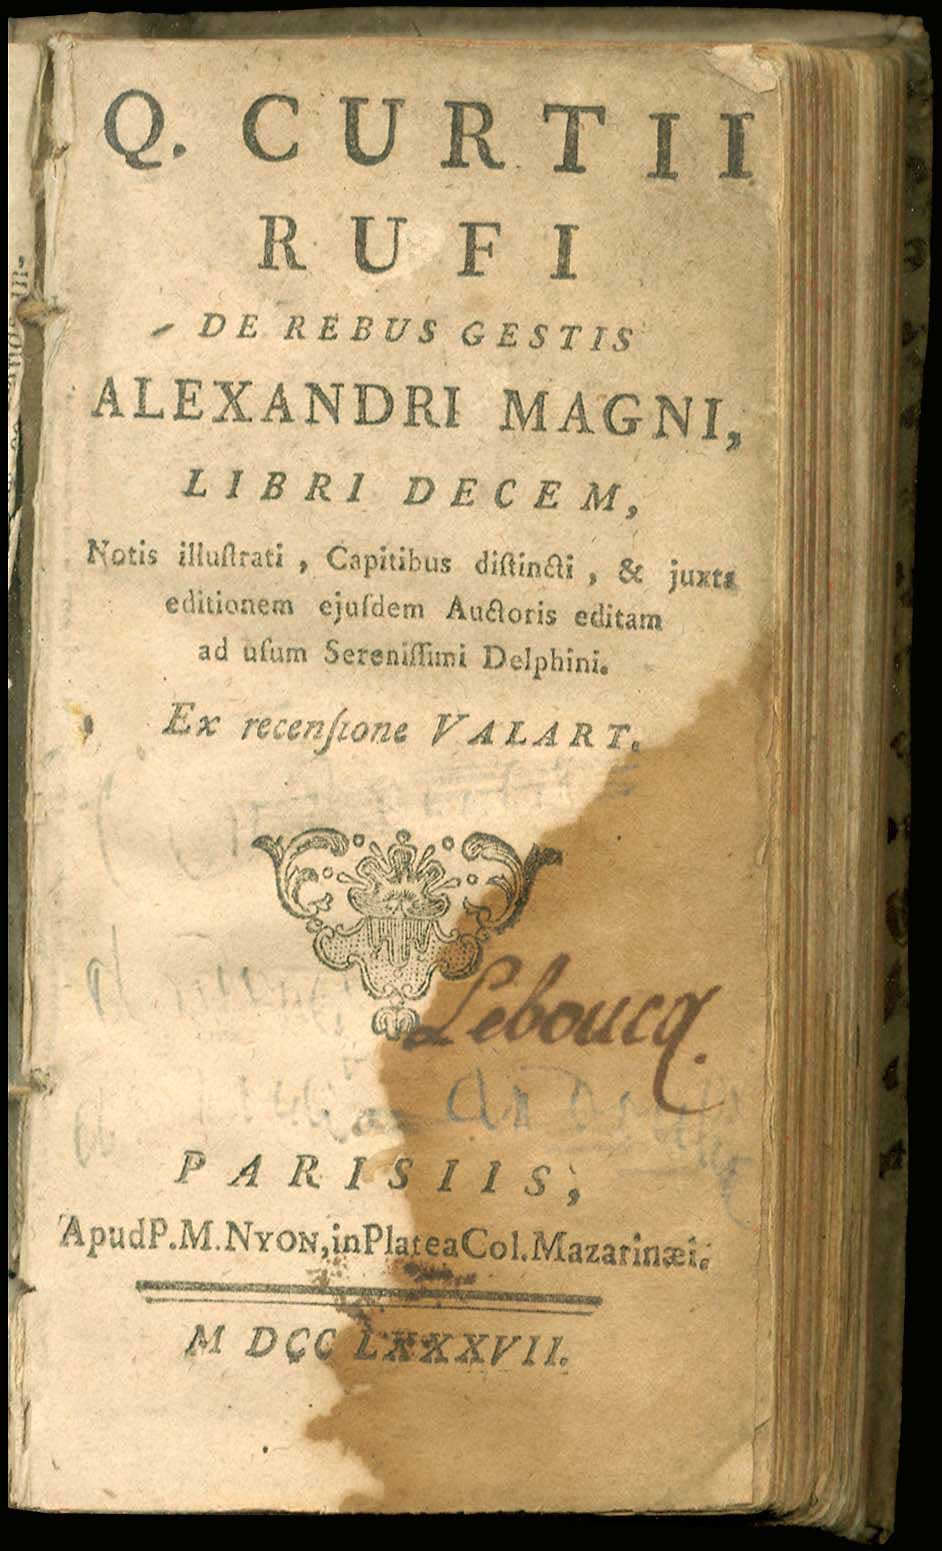 Q. CURTII
RUFI
DE REBUS GESTIS
ALEXANDRI MAGNI,
LIBRI DECEM,
Notis illuſtrati, Capitibus diſtincti, & juxta
editionem ejuſdem Auctoris editam
ad uſum Sereniſſimi Delphini.
Ex recenſione VALART.
Leboucq.
PARISIIS,
Apud P. M. NYON, in Platea Col. Mazarinæi.
M DCC LXXXVII.